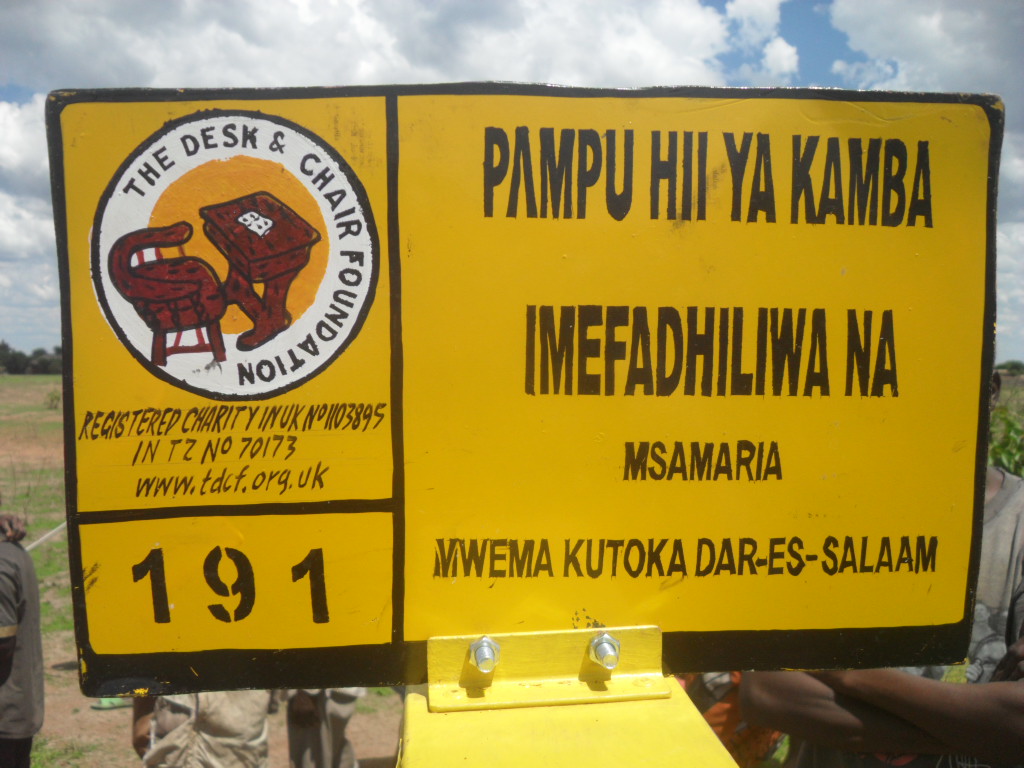 THE DESK & CHAIR FOUNDATION
REGISTERED CHARITY IN UK Nº 1103895
IN TZ Nº 70173
www.tdcf.org.uk
191
PAMPU HII YA KAMBA
IMEFADHILIWA NA
MSAMARIA
MWEMA KUTOKA DAR-ES-SALAAM